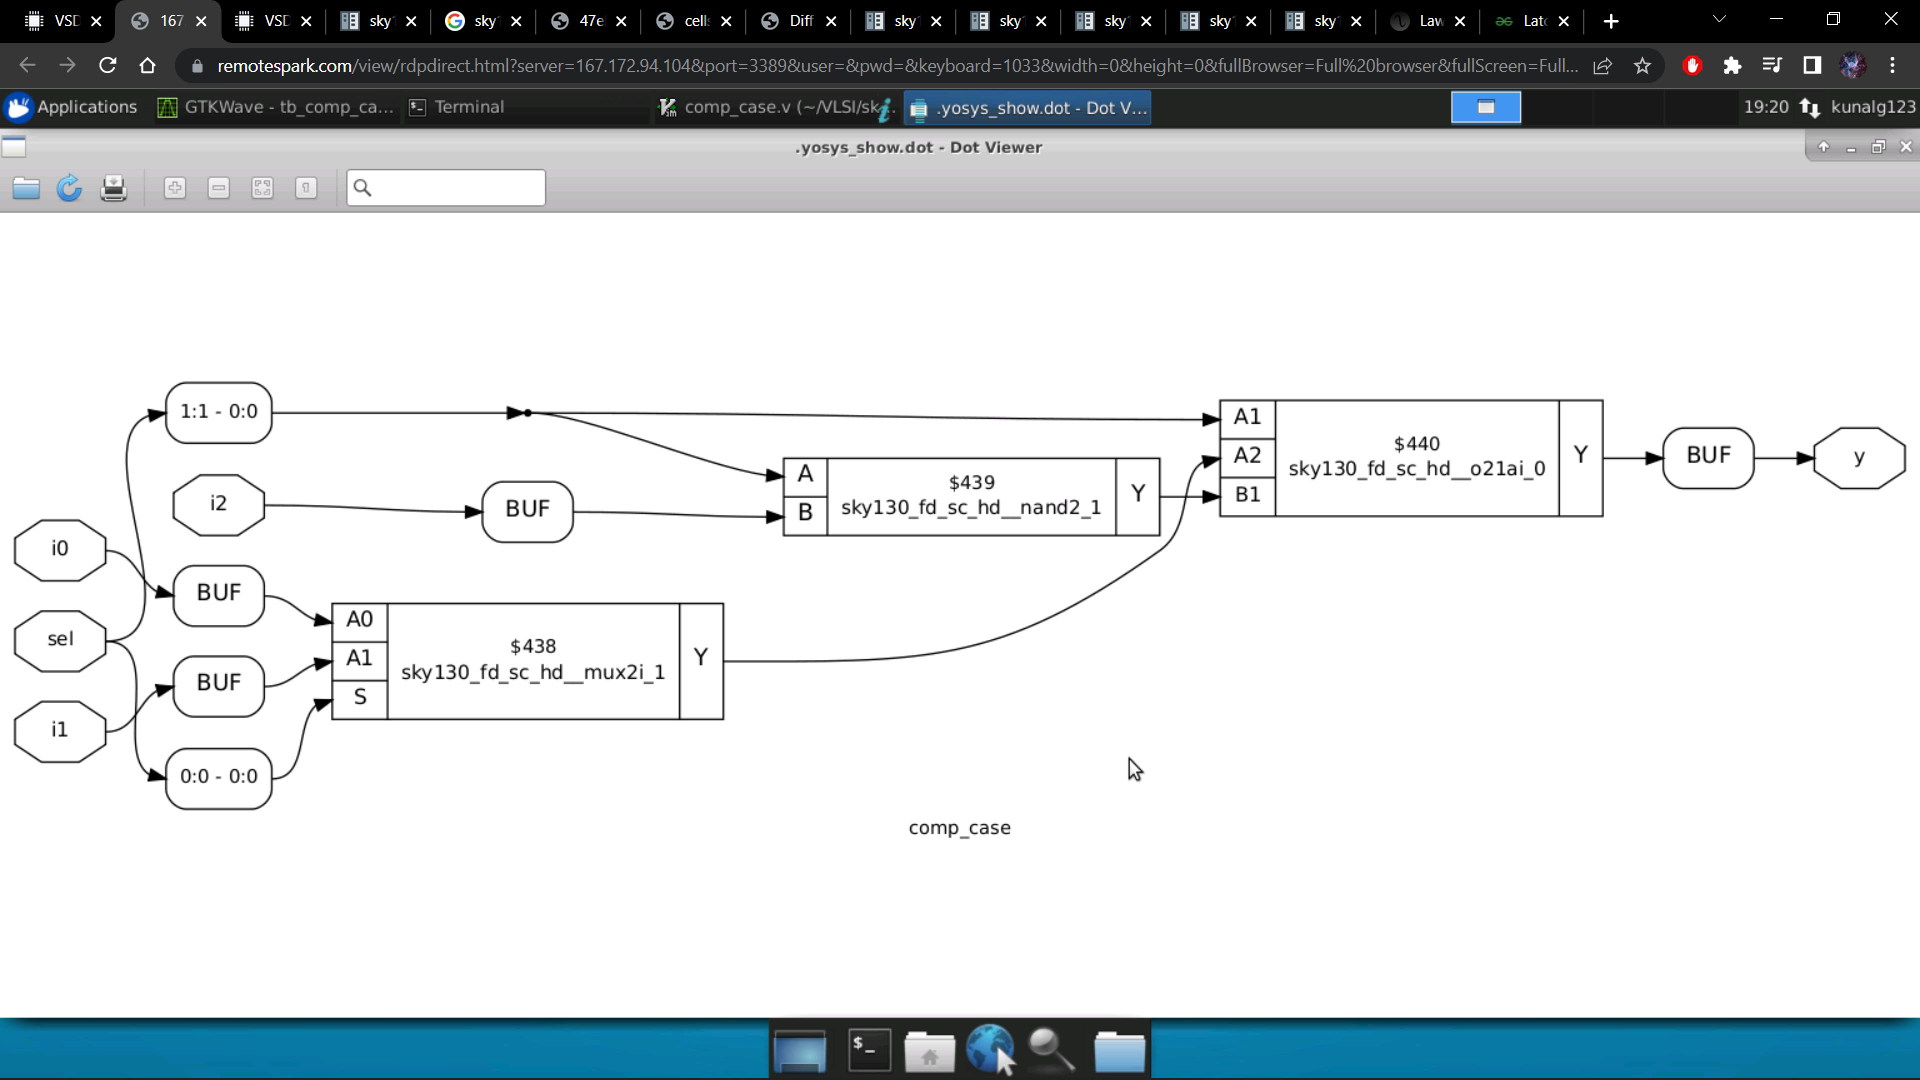 VSD 167 VSD sky sky 47e cell Diff sky sky sky sky sky Law Lat
remotespark.com/view/rdpdirect.html?server=167.172.94.104&port=3389&user=&pwd=&keyboard=1033&width=0&height=0&fullBrowser=Full%20browser&fullScreen=Full...
Applications GTKWave - tb_comp_ca... Terminal comp_case.v (~/VLSI/sk... .yosys_show.dot - Dot V... 19:20 kunalg123
.yosys_show.dot - Dot Viewer
1:1 - 0:0
i2
BUF
i0
BUF
sel
BUF
i1
0:0 - 0:0
A0
A1
S
$438
sky130_fd_sc_hd__mux2i_1
Y
A
B
$439
sky130_fd_sc_hd__nand2_1
Y
A1
A2
B1
$440
sky130_fd_sc_hd__o21ai_0
Y
BUF
y
comp_case
$_